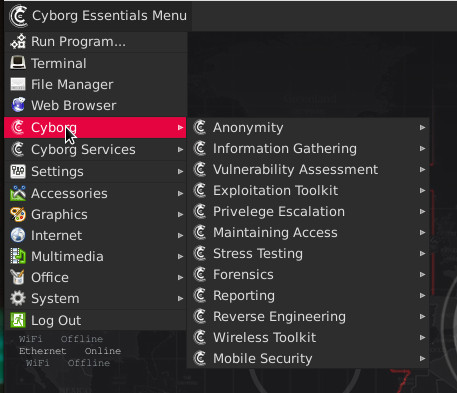 Cyborg Essentials Menu
Run Program...
Terminal
File Manager
Web Browser
Cyborg
Cyborg Services
Settings
Accessories
Graphics
Internet
Multimedia
Office
System
Log Out
Anonymity
Information Gathering
Vulnerability Assessment
Exploitation Toolkit
Privelege Escalation
Maintaining Access
Stress Testing
Forensics
Reporting
Reverse Engineering
Wireless Toolkit
Mobile Security
WiFi Offline
Ethernet Online
WiFi Offline
7